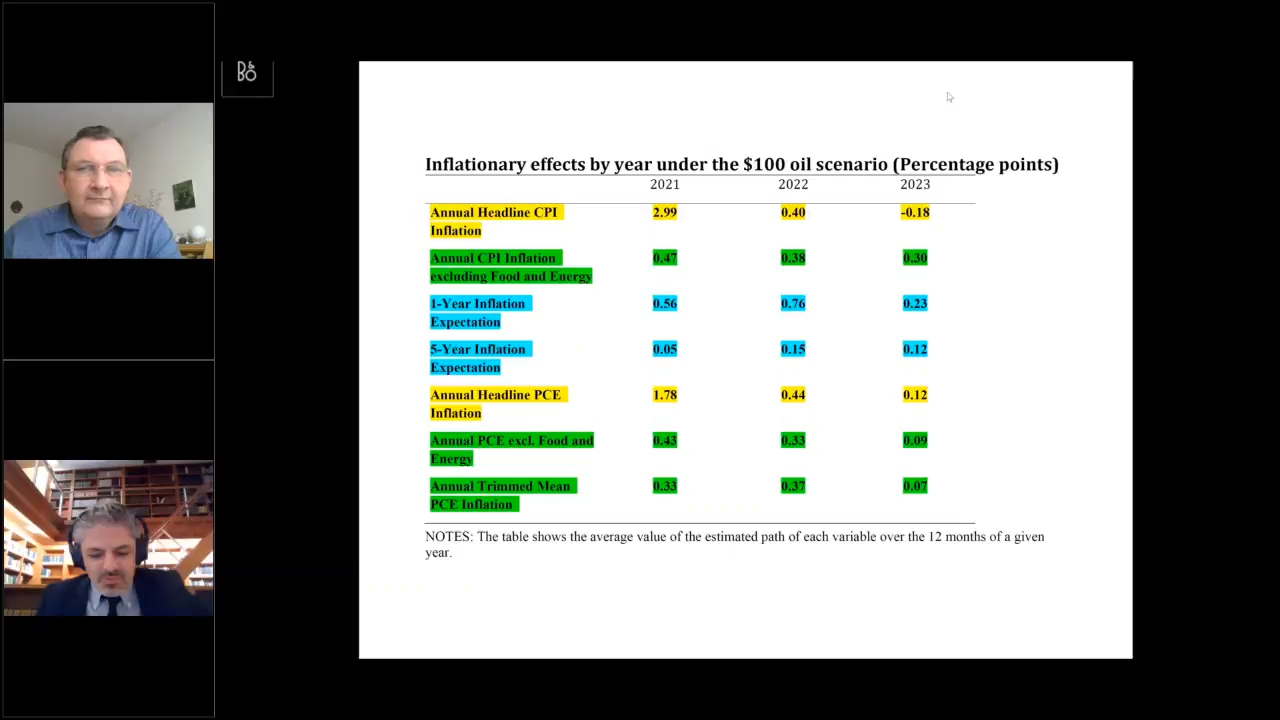 D&
BO
Inflationary effects by year under the $100 oil scenario (Percentage points)
2021 2022 2023
Annual Headline CPI 2.99 0.40 -0.18
Inflation
Annual CPI Inflation 0.47 0.38 0.30
excluding Food and Energy
1-Year Inflation 0.56 0.76 0.23
Expectation
5-Year Inflation 0.05 0.15 0.12
Expectation
Annual Headline PCE 1.78 0.44 0.12
Inflation
Annual PCE excl. Food and 0.43 0.33 0.09
Energy
Annual Trimmed Mean 0.33 0.37 0.07
PCE Inflation
NOTES: The table shows the average value of the estimated path of each variable over the 12 months of a given
year.